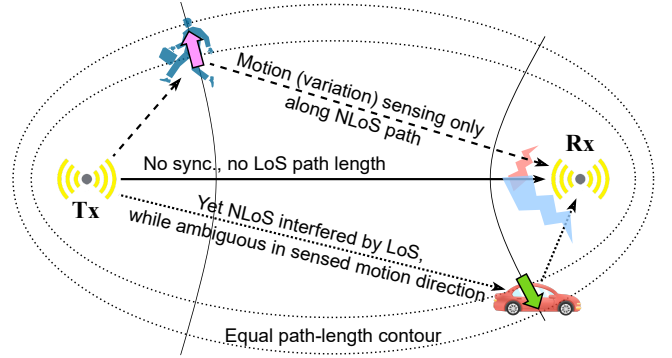 Motion (variation) sensing only
along NLoS path
Rx
No sync., no LoS path length
Tx
Yet NLoS interfered by LoS,
while ambiguous in sensed motion direction
Equal path-length contour